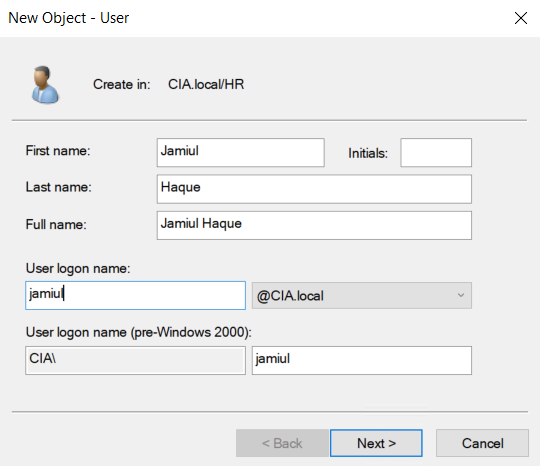 New Object - User
Create in: CIA.local/HR
First name: Jamiul Initials:
Last name: Haque
Full name: Jamiul Haque
User logon name:
jamiul @CIA.local
User logon name (pre-Windows 2000):
CIA\ jamiul
< Back Next > Cancel